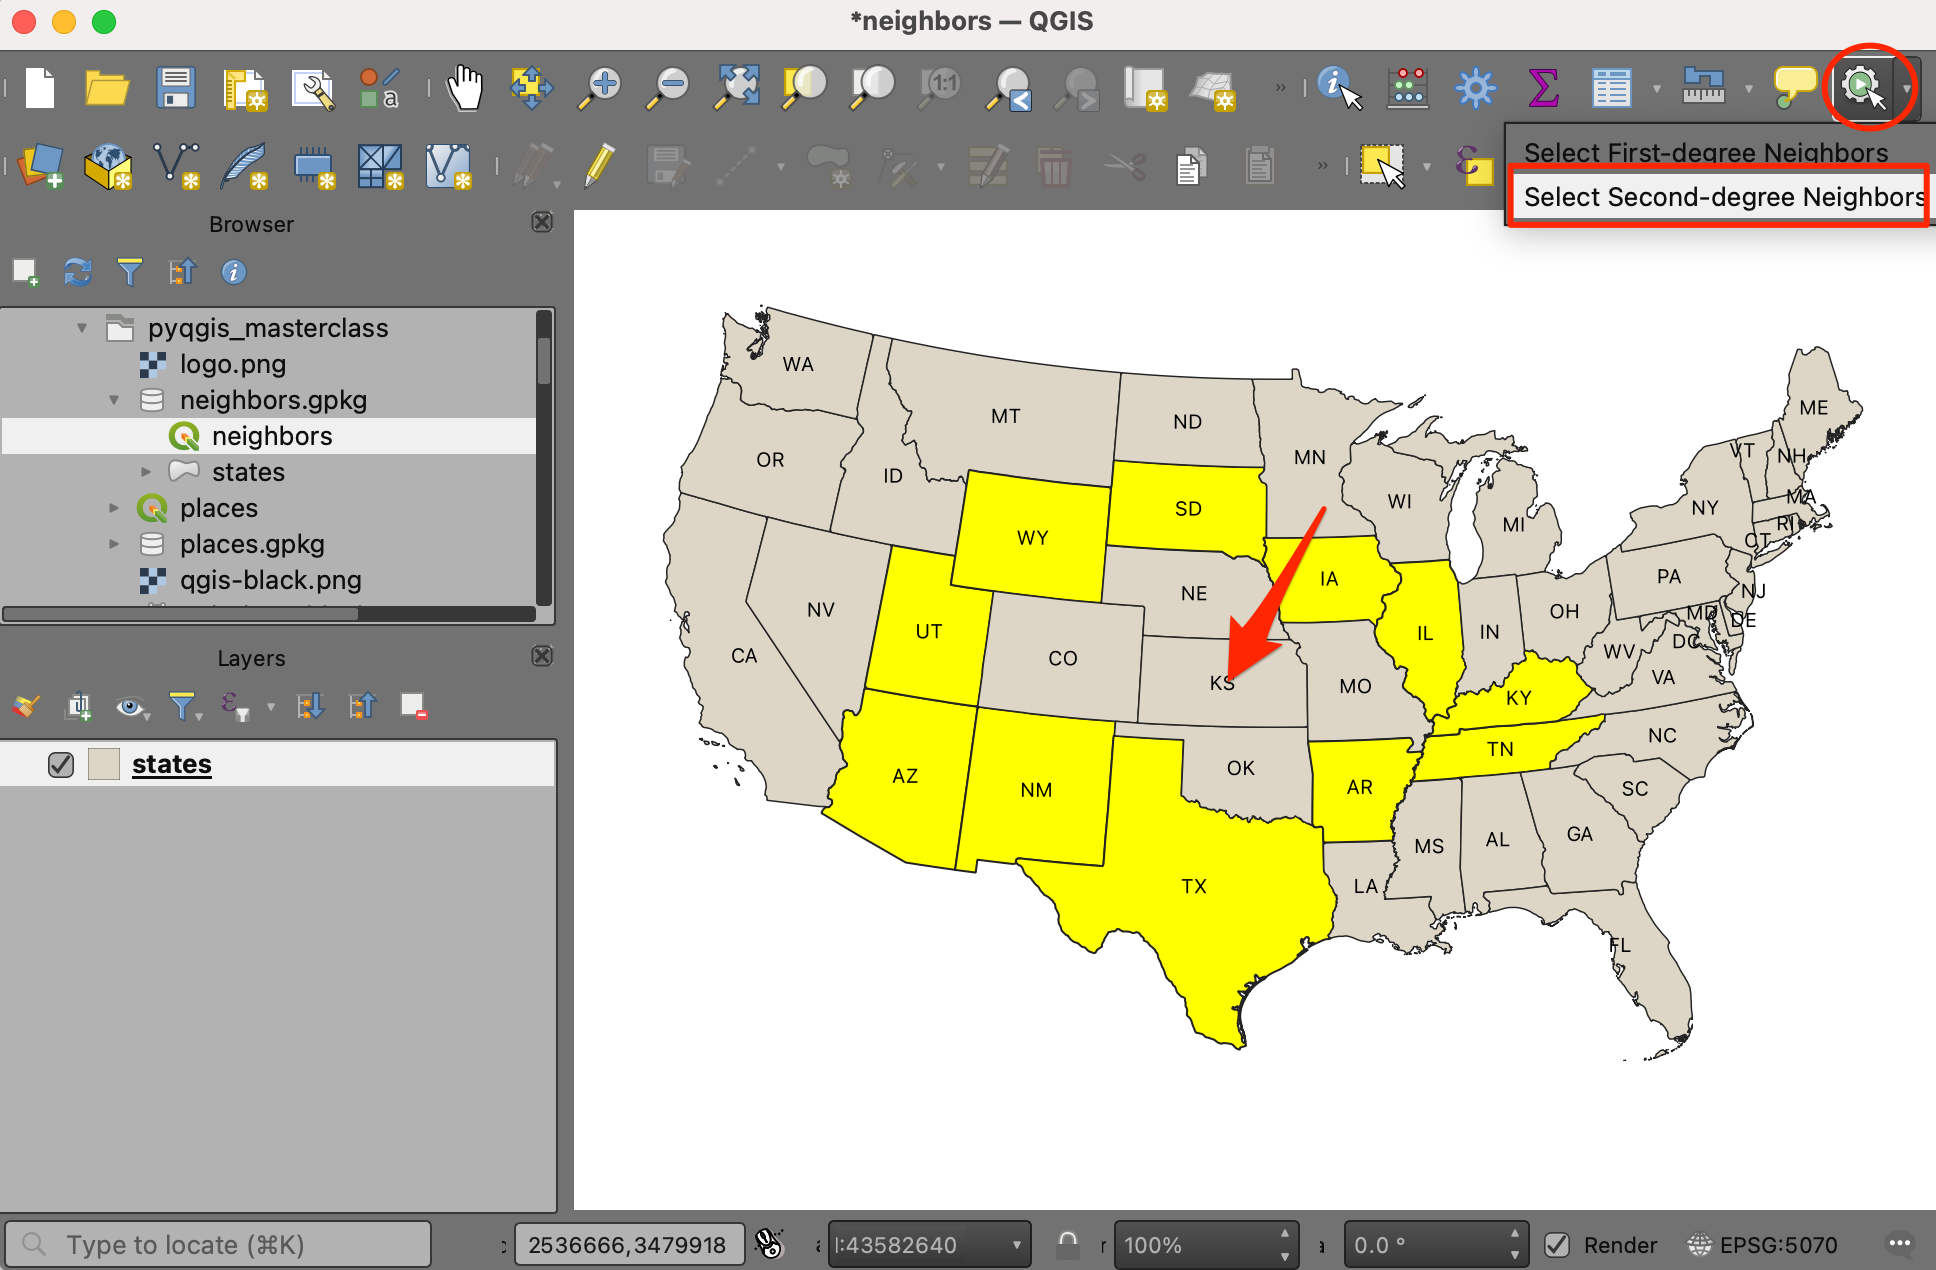 *neighbors — QGIS
a
1:1
Select First-degree Neighbors
Select Second-degree Neighbors
Browser
pyqgis_masterclass
logo.png
neighbors.gpkg
neighbors
states
places
places.gpkg
qgis-black.png
Layers
states
WA
MT
ND
MN
ME
VT
NH
OR
ID
WI
NY
MA
MI
RI
CT
SD
WY
IA
PA
NJ
NE
NV
UT
OH
MD
DE
IL
IN
DC
WV
VA
CA
CO
KS
MO
KY
NC
TN
AZ
NM
OK
AR
SC
MS
AL
GA
TX
LA
FL
Type to locate (⌘K)
2536666,3479918
:43582640
100%
0.0 °
Render
EPSG:5070